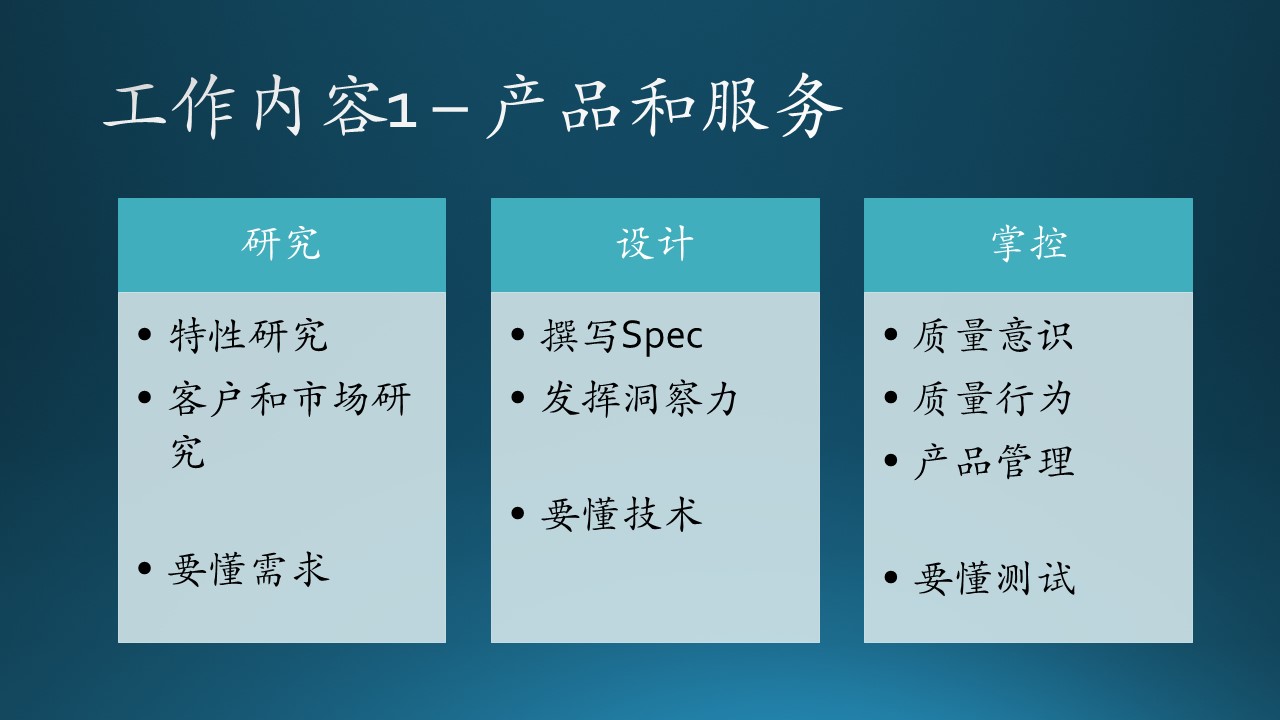 工作内容1 – 产品和服务
研究
• 特性研究
• 客户和市场研
究
• 要懂需求
设计
• 撰写Spec
• 发挥洞察力
• 要懂技术
掌控
• 质量意识
• 质量行为
• 产品管理
• 要懂测试